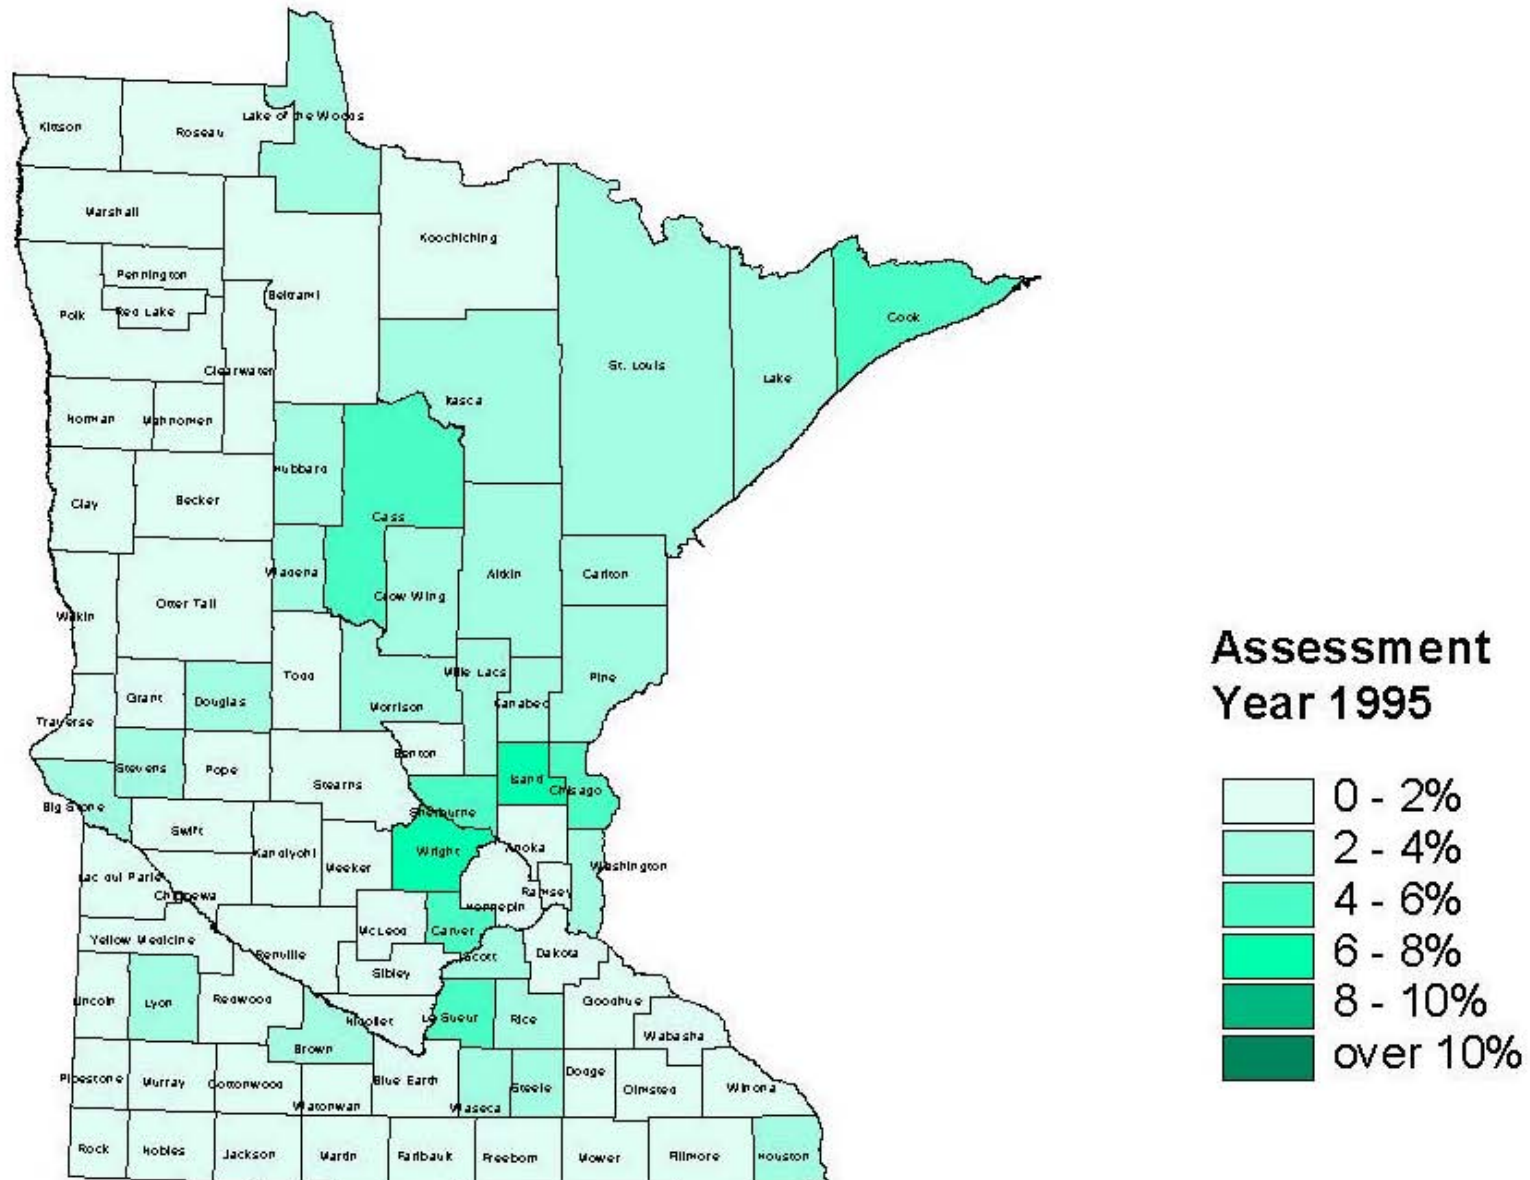 Lake of the Woods
Kittson
Roseau
Marshall
Koochiching
Pennington
Beltrami
Polk
Red Lake
Cook
Clearwater
St. Louis
Lake
Itasca
Norman
Mahnomen
Hubbard
Clay
Becker
Cass
Wadena
Aitkin
Carlton
Crow Wing
Otter Tail
Wilkin
Todd
Mille Lacs
Pine
Grant
Douglas
Morrison
Kanabec
Traverse
Benton
Stevens
Pope
Stearns
Isand
Chisago
Big Stone
Sherburne
Swift
Kandiyohi
Meeker
Wright
Anoka
Washington
Lac qui Parle
Chippewa
Ramsey
Hennepin
McLeod
Carver
Yellow Medicine
Renville
Scott
Dakota
Sibley
Lincoln
Lyon
Redwood
Nicollet
Le Sueur
Rice
Goodhue
Wabasha
Brown
Pipestone
Murray
Cottonwood
Watonwan
Blue Earth
Waseca
Steele
Dodge
Olmsted
Winona
Rock
Nobles
Jackson
Martin
Faribault
Freeborn
Mower
Fillmore
Houston
Assessment
Year 1995
0 - 2%
2 - 4%
4 - 6%
6 - 8%
8 - 10%
over 10%